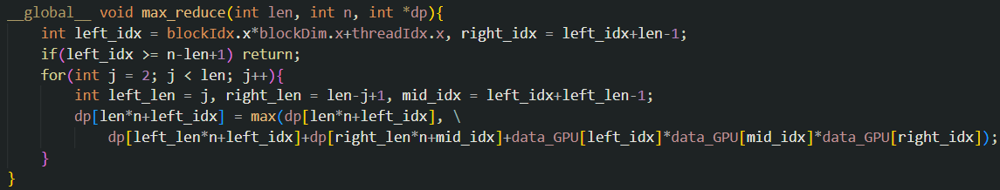 __global__ void max_reduce(int len, int n, int *dp){
    int left_idx = blockIdx.x*blockDim.x+threadIdx.x, right_idx = left_idx+len-1;
    if(left_idx >= n-len+1) return;
    for(int j = 2; j < len; j++){
        int left_len = j, right_len = len-j+1, mid_idx = left_idx+left_len-1;
        dp[len*n+left_idx] = max(dp[len*n+left_idx], \
            dp[left_len*n+left_idx]+dp[right_len*n+mid_idx]+data_GPU[left_idx]*data_GPU[mid_idx]*data_GPU[right_idx]);
    }
}